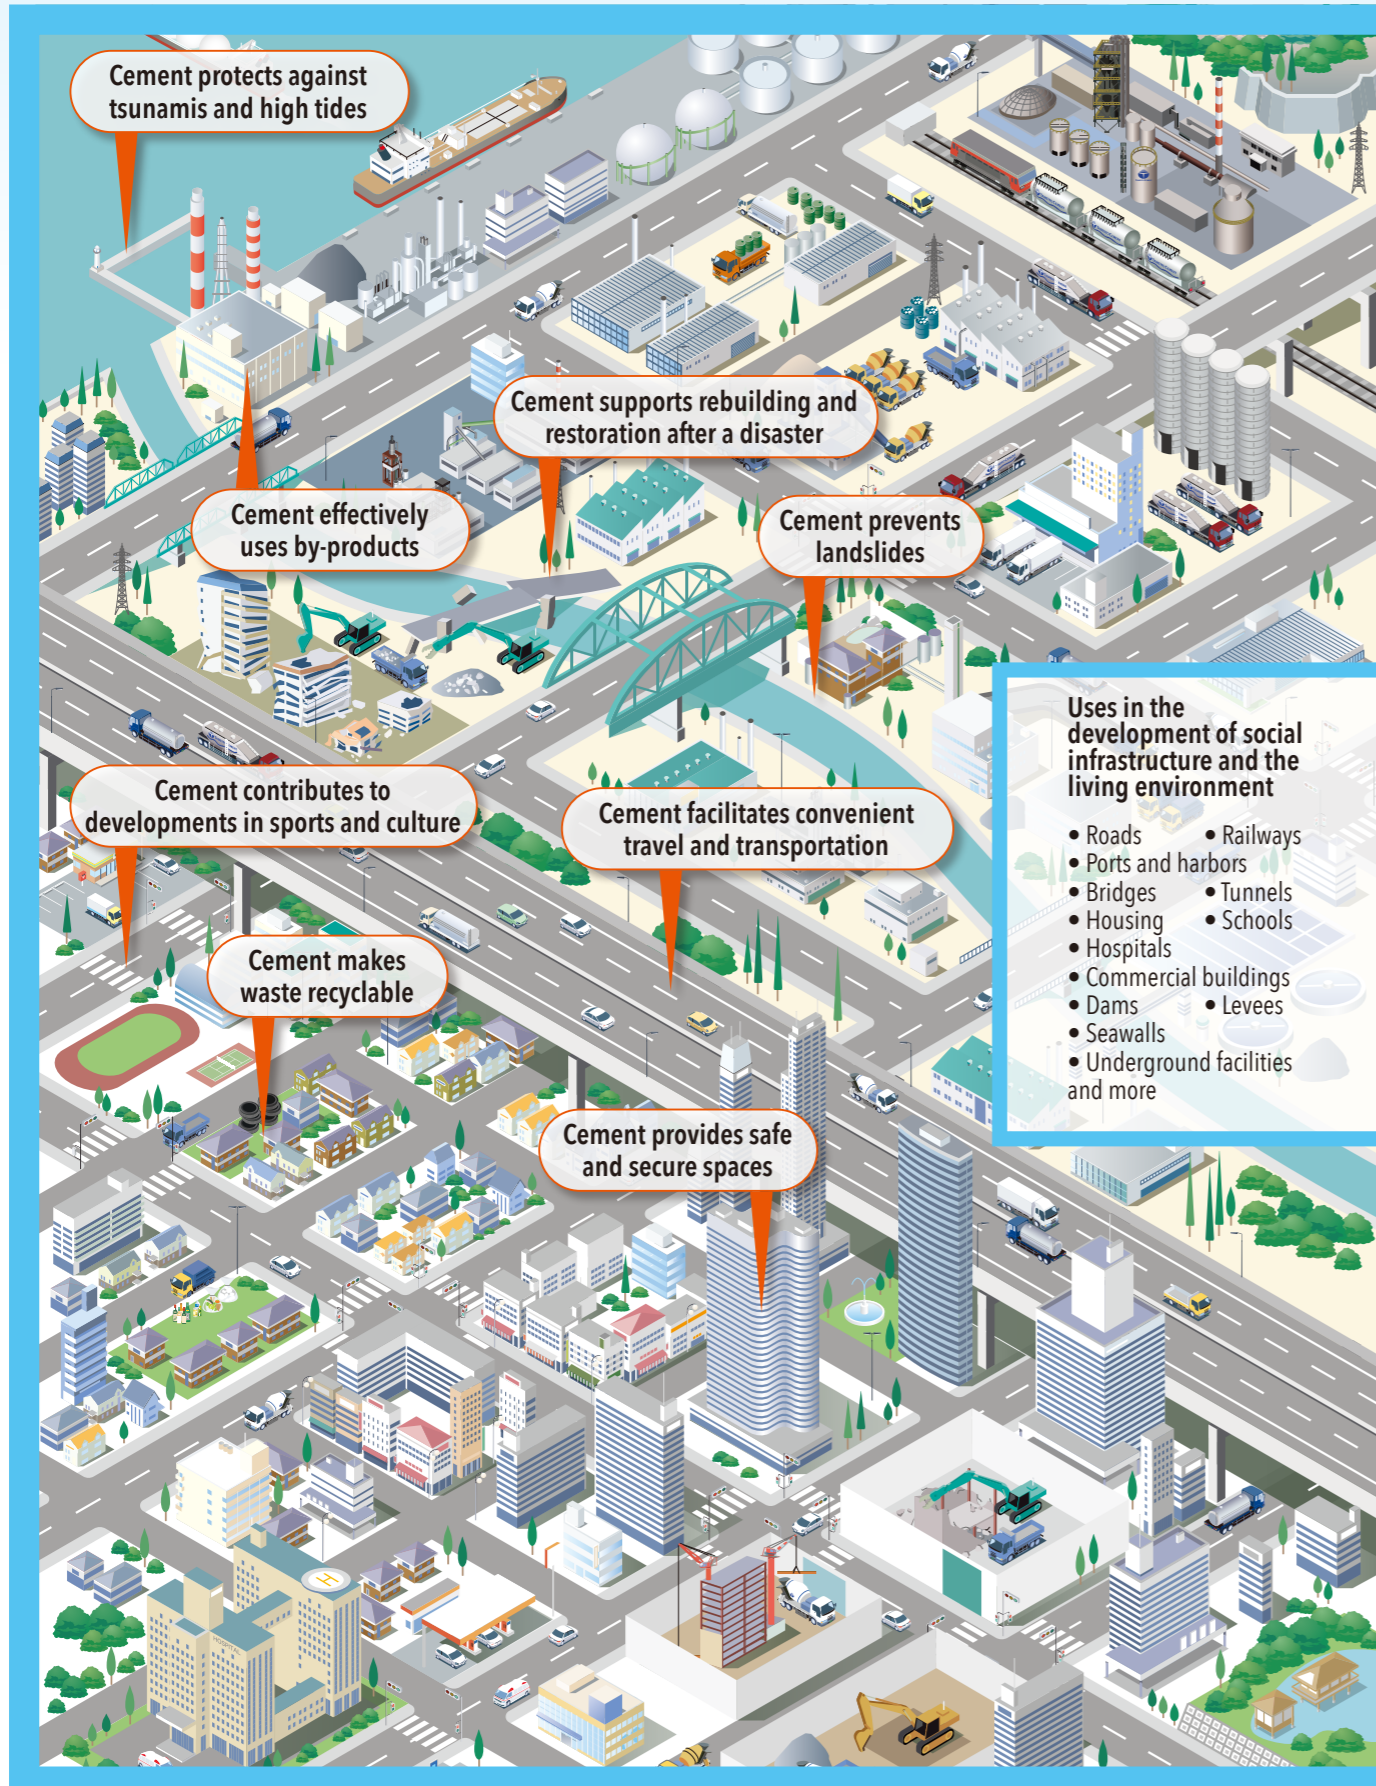 Cement protects against
tsunamis and high tides
Cement supports rebuilding and
restoration after a disaster
Cement effectively
uses by-products
Cement prevents
landslides
Uses in the
development of social
infrastructure and the
living environment
• Roads • Railways
• Ports and harbors
• Bridges • Tunnels
• Housing • Schools
• Hospitals
• Commercial buildings
• Dams • Levees
• Seawalls
• Underground facilities
and more
Cement contributes to
developments in sports and culture
Cement facilitates convenient
travel and transportation
Cement makes
waste recyclable
Cement provides safe
and secure spaces
H
HOSPITAL